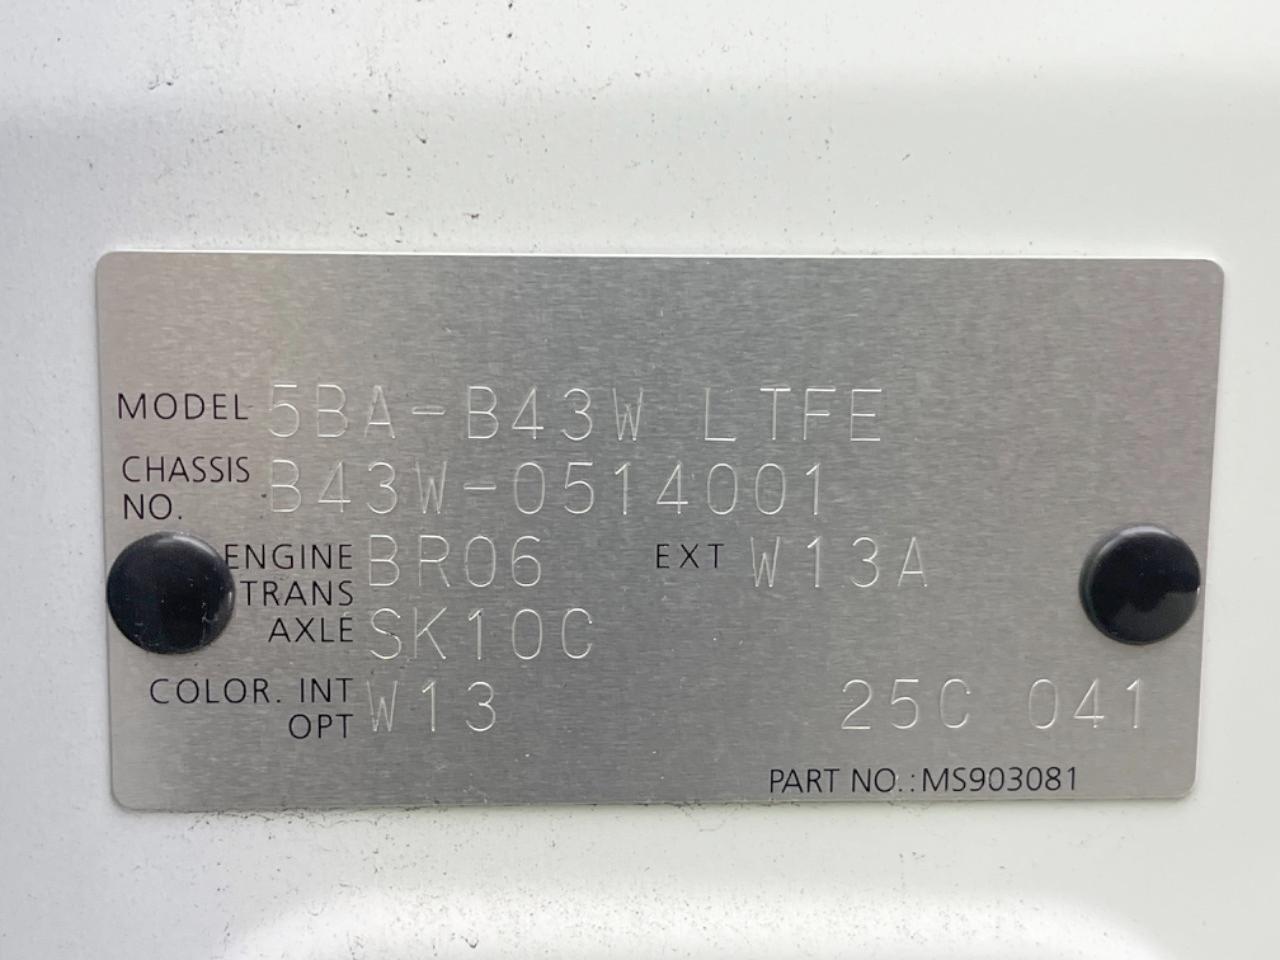 MODEL 5BA-B43W LTFE
CHASSIS NO. B43W-0514001
ENGINE BR06 EXT W13A
TRANS AXLE SK10C
COLOR. INT OPT W13 25C 041
PART NO.:MS903081